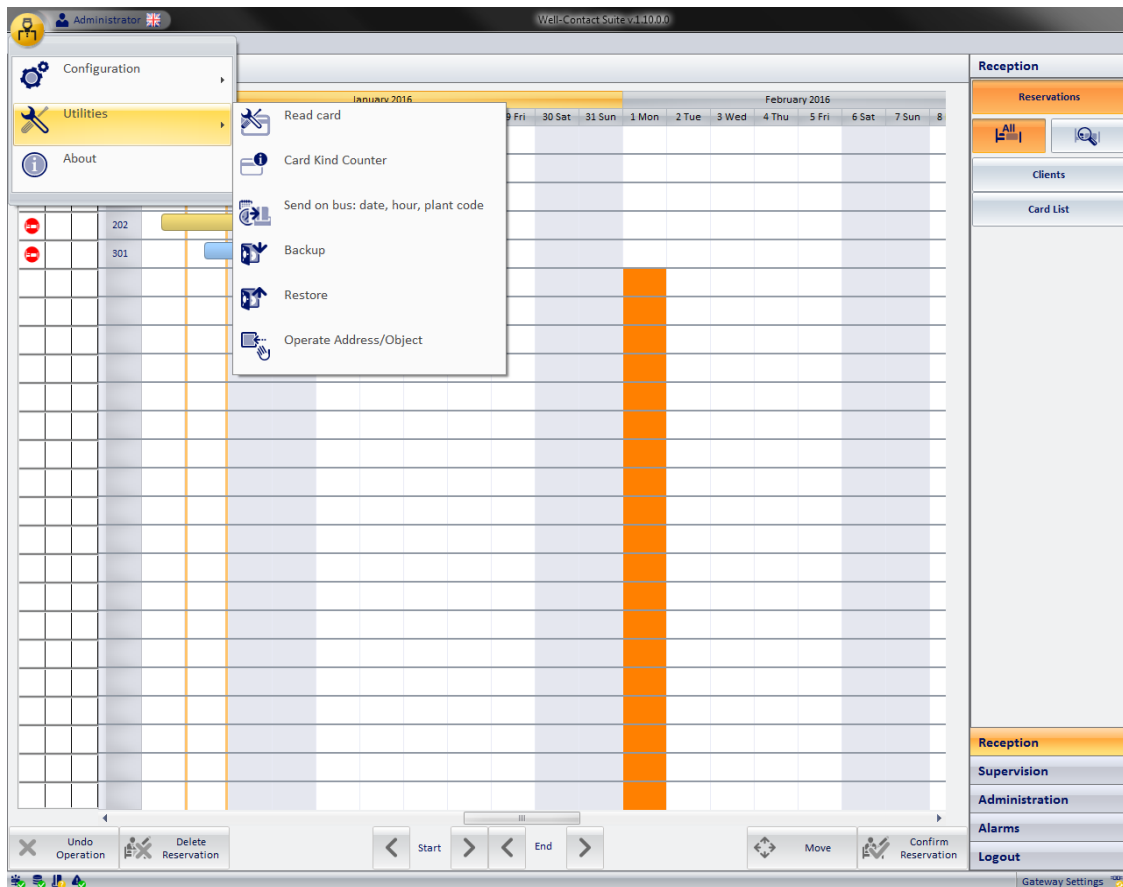 Administrator
Well-Contact Suite v.1.10.0.0
Configuration
Utilities
About
Read card
Card Kind Counter
Send on bus: date, hour, plant code
Backup
Restore
Operate Address/Object
January 2016
February 2016
9 Fri 30 Sat 31 Sun 1 Mon 2 Tue 3 Wed 4 Thu 5 Fri 6 Sat 7 Sun 8
202
301
Reception
Reservations
All
Clients
Card List
Reception
Supervision
Administration
Alarms
Logout
Undo
Operation
Delete
Reservation
Start
End
Move
Confirm
Reservation
Gateway Settings